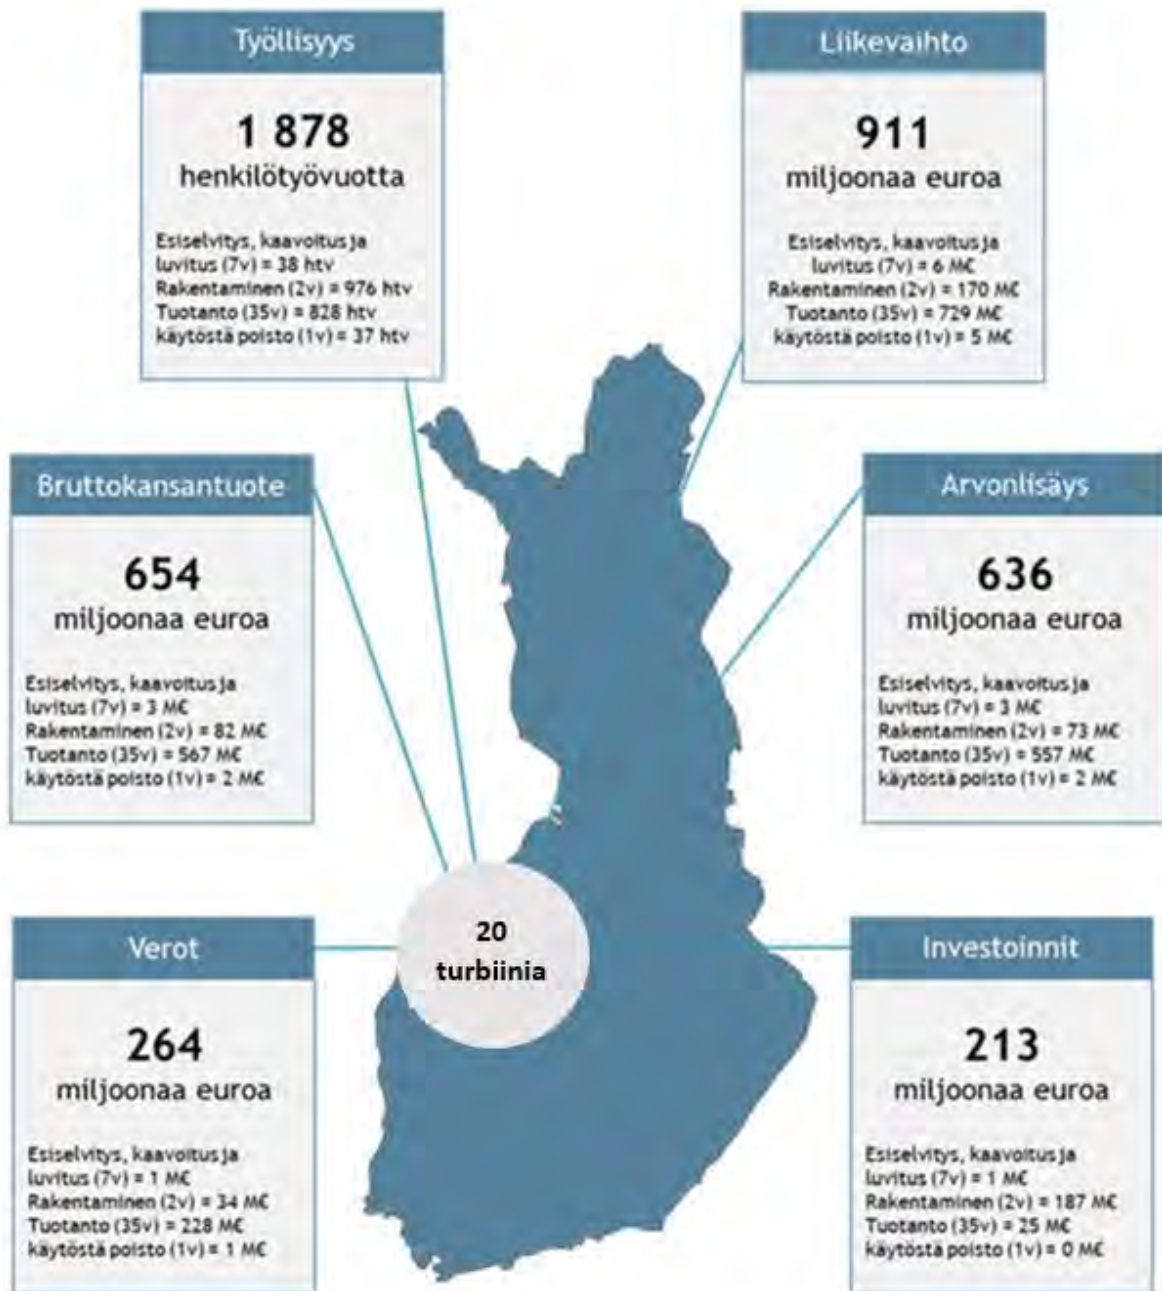 Työllisyys
1 878
henkilötyövuotta
Esiselvitys, kaavoitus ja
luvitus (7v) = 38 htv
Rakentaminen (2v) = 976 htv
Tuotanto (35v) = 828 htv
käytöstä poisto (1v) = 37 htv
Liikevaihto
911
miljoonaa euroa
Esiselvitys, kaavoitus ja
luvitus (7v) = 6 M€
Rakentaminen (2v) = 170 M€
Tuotanto (35v) = 729 M€
käytöstä poisto (1v) = 5 M€
Bruttokansantuote
654
miljoonaa euroa
Esiselvitys, kaavoitus ja
luvitus (7v) = 3 M€
Rakentaminen (2v) = 82 M€
Tuotanto (35v) = 567 M€
käytöstä poisto (1v) = 2 M€
Arvonlisäys
636
miljoonaa euroa
Esiselvitys, kaavoitus ja
luvitus (7v) = 3 M€
Rakentaminen (2v) = 73 M€
Tuotanto (35v) = 557 M€
käytöstä poisto (1v) = 2 M€
20
turbiinia
Verot
264
miljoonaa euroa
Esiselvitys, kaavoitus ja
luvitus (7v) = 1 M€
Rakentaminen (2v) = 34 M€
Tuotanto (35v) = 228 M€
käytöstä poisto (1v) = 1 M€
Investoinnit
213
miljoonaa euroa
Esiselvitys, kaavoitus ja
luvitus (7v) = 1 M€
Rakentaminen (2v) = 187 M€
Tuotanto (35v) = 25 M€
käytöstä poisto (1v) = 0 M€